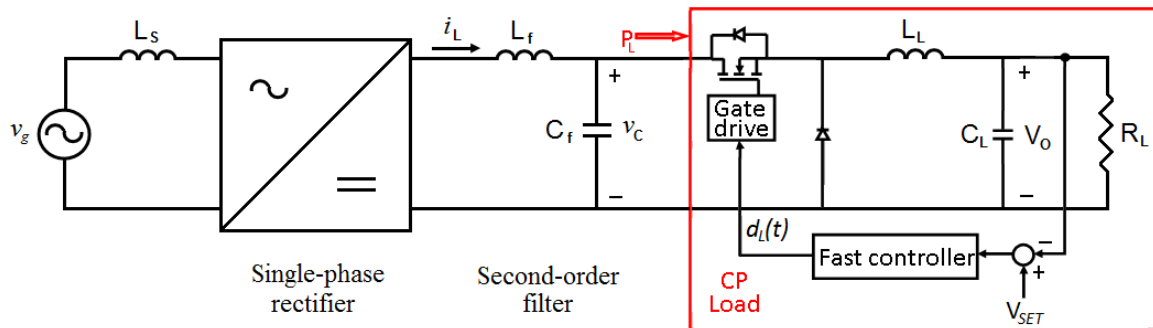 L_S
i_L
L_f
P_L
L_L
v_g
C_f
+
v_C
−
Gate
drive
C_L
+
V_O
−
R_L
d_L(t)
Fast controller
−
+
V_SET
Single-phase
rectifier
Second-order
filter
CP
Load